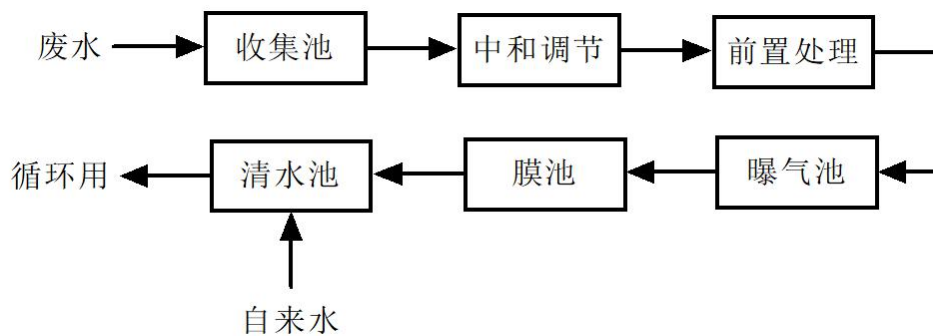 废水
收集池
中和调节
前置处理
循环用
清水池
膜池
曝气池
自来水